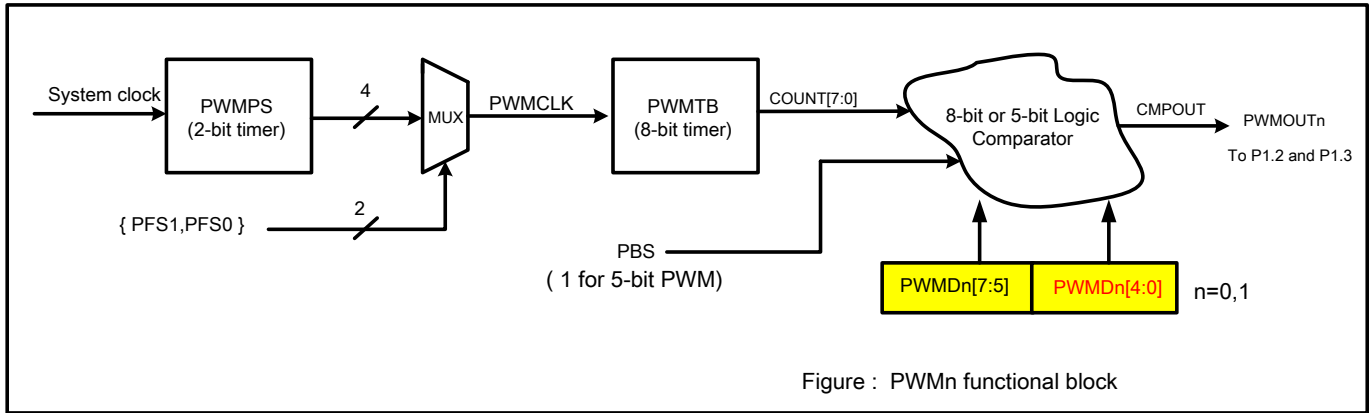 System clock
PWMPS
(2-bit timer)
4
MUX
PWMCLK
PWMTB
(8-bit timer)
COUNT[7:0]
8-bit or 5-bit Logic
Comparator
CMPOUT
PWMOUTn
To P1.2 and P1.3
{ PFS1,PFS0 }
2
PBS
( 1 for 5-bit PWM)
PWMDn[7:5]
PWMDn[4:0]
n=0,1
Figure : PWMn functional block